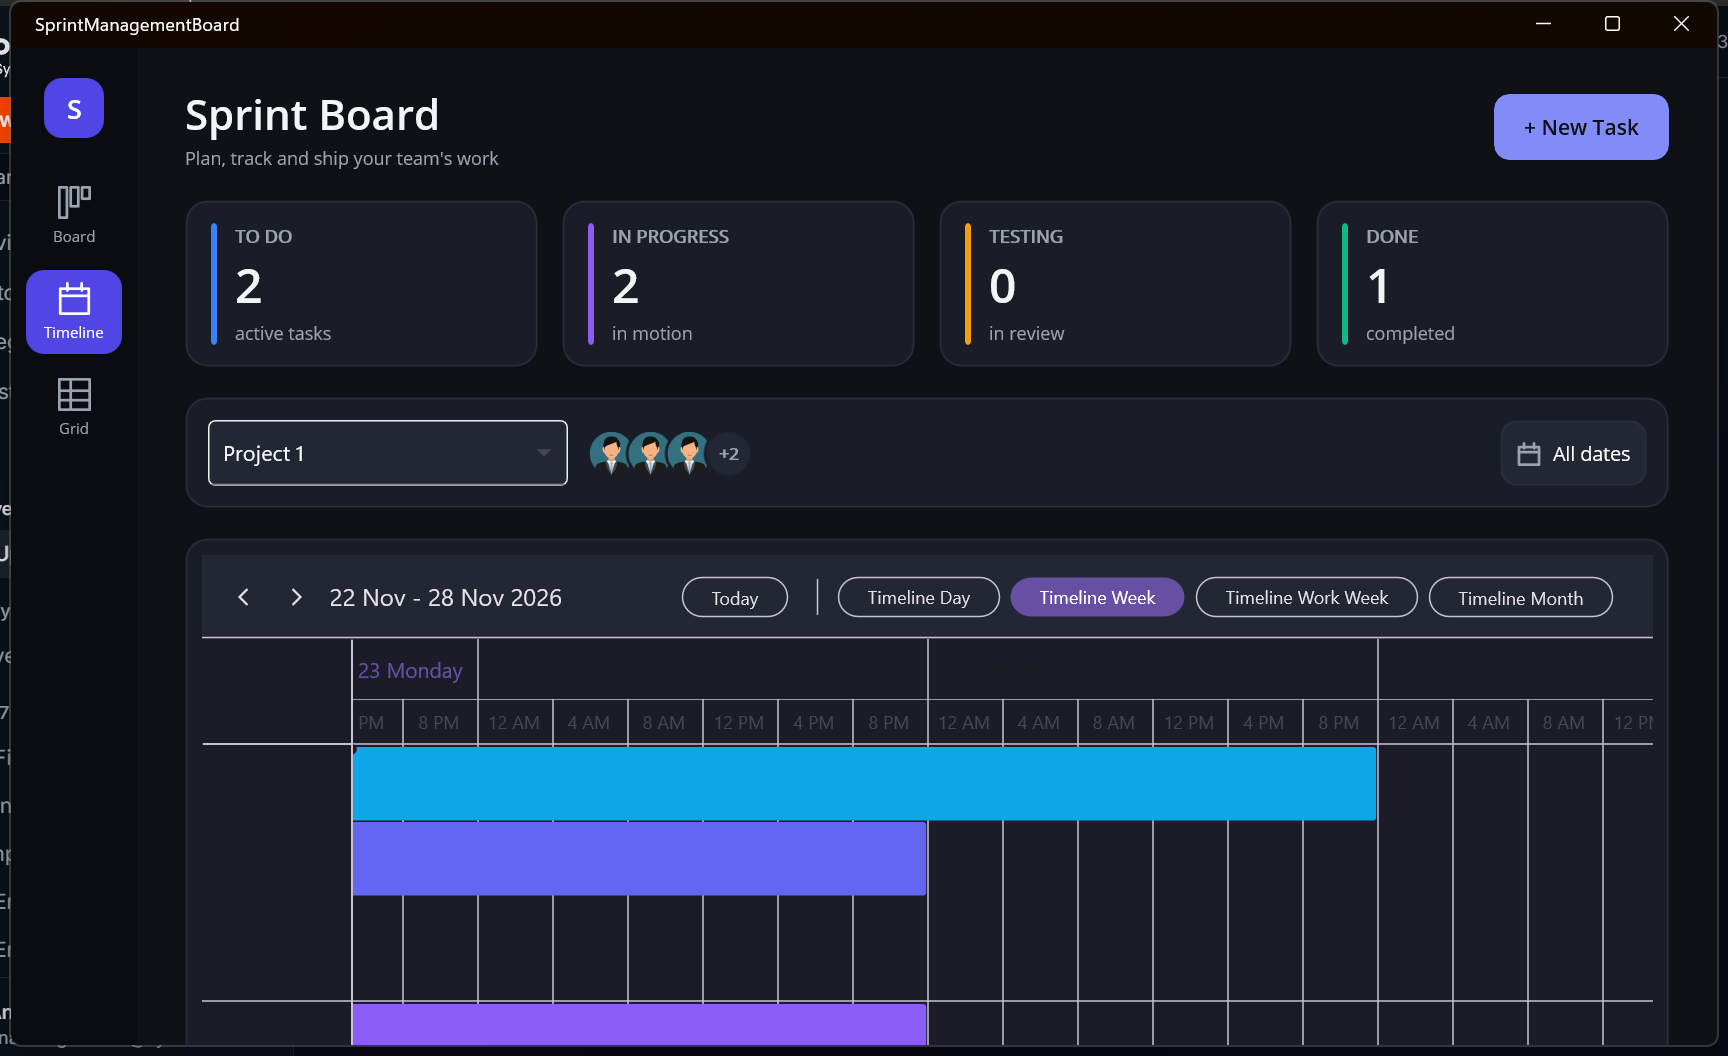 SprintManagementBoard
S
Board
Timeline
Grid
Sprint Board
Plan, track and ship your team's work
+ New Task
TO DO
2
active tasks
IN PROGRESS
2
in motion
TESTING
0
in review
DONE
1
completed
Project 1
+2
All dates
22 Nov - 28 Nov 2026
Today
Timeline Day
Timeline Week
Timeline Work Week
Timeline Month
23 Monday
PM 8 PM 12 AM 4 AM 8 AM 12 PM 4 PM 8 PM 12 AM 4 AM 8 AM 12 PM 4 PM 8 PM 12 AM 4 AM 8 AM 12